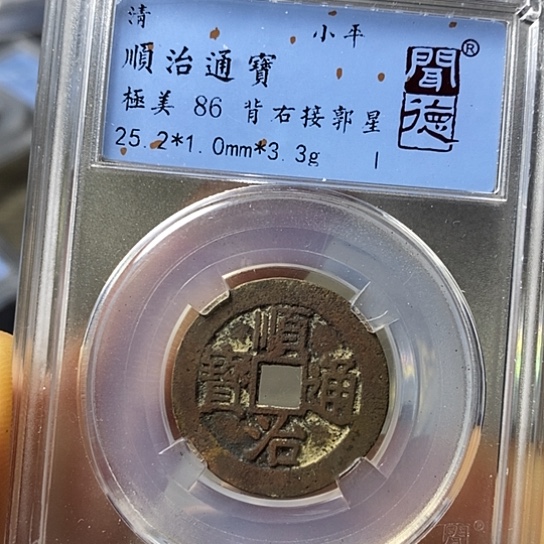 清
小平
順治通寶
極美 86 背右接郭星
25.2*1.0mm*3.3g
聞德
®
順治通寶
聞
®